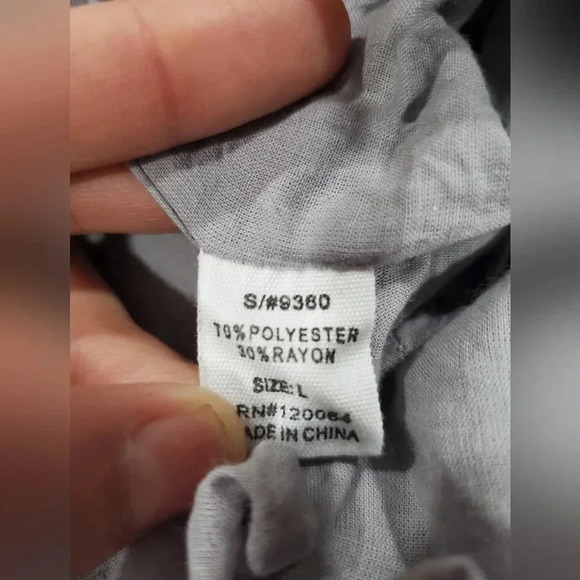 S/#9360
70%POLYESTER
30%RAYON
SIZE:L
RN#120064
ADE IN CHINA